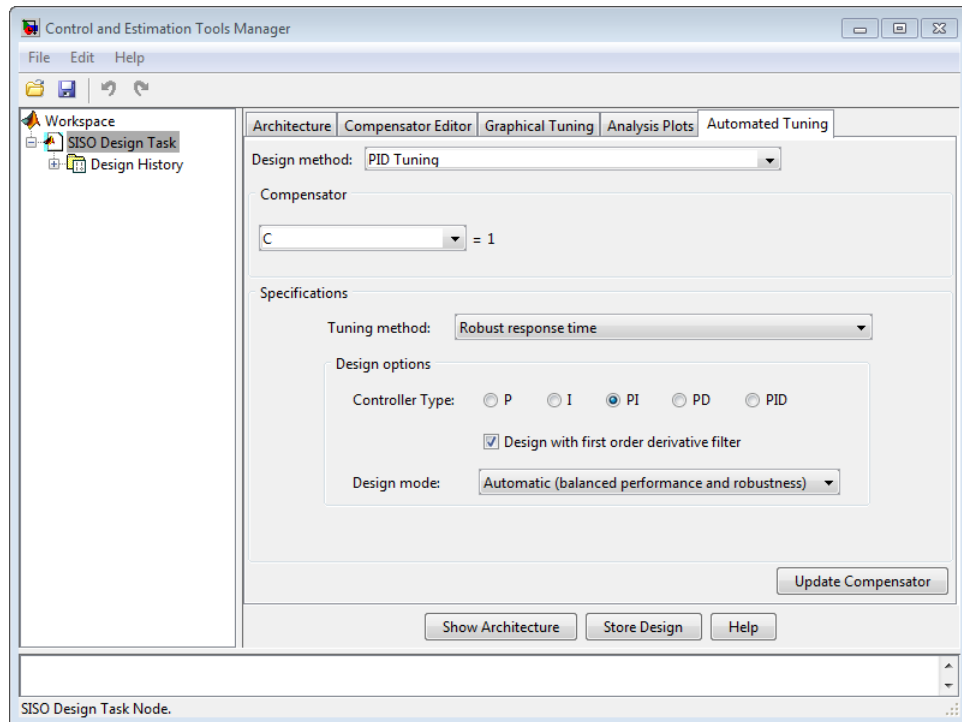 Control and Estimation Tools Manager
File Edit Help
Workspace
SISO Design Task
Design History
Architecture Compensator Editor Graphical Tuning Analysis Plots Automated Tuning
Design method: PID Tuning
Compensator
C = 1
Specifications
Tuning method: Robust response time
Design options
Controller Type: P I PI PD PID
Design with first order derivative filter
Design mode: Automatic (balanced performance and robustness)
Update Compensator
Show Architecture Store Design Help
SISO Design Task Node.